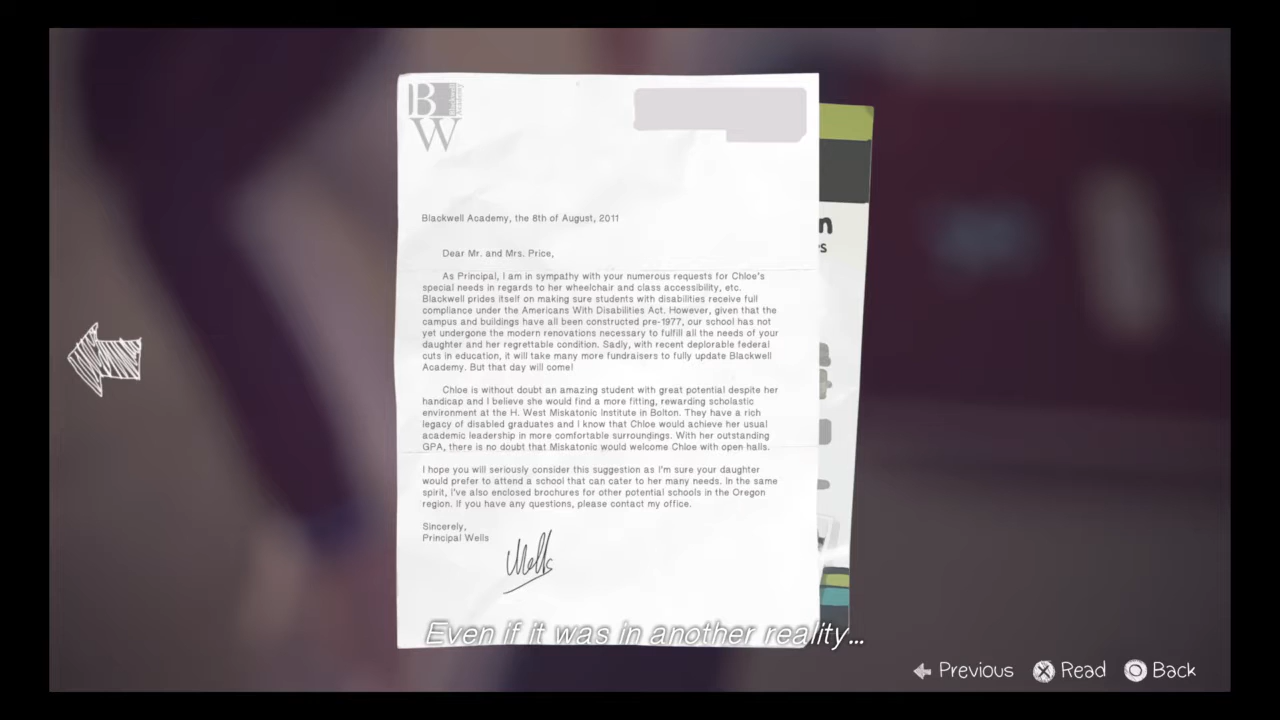 BW
Blackwell Academy
Blackwell Academy, the 8th of August, 2011
Dear Mr. and Mrs. Price,
As Principal, I am in sympathy with your numerous requests for Chloe's
special needs in regards to her wheelchair and class accessibility, etc.
Blackwell prides itself on making sure students with disabilities receive full
compliance under the Americans With Disabilities Act. However, given that the
campus and buildings have all been constructed pre-1977, our school has not
yet undergone the modern renovations necessary to fulfill all the needs of your
daughter and her regrettable condition. Sadly, with recent deplorable federal
cuts in education, it will take many more fundraisers to fully update Blackwell
Academy. But that day will come!
Chloe is without doubt an amazing student with great potential despite her
handicap and I believe she would find a more fitting, rewarding scholastic
environment at the H. West Miskatonic Institute in Bolton. They have a rich
legacy of disabled graduates and I know that Chloe would achieve her usual
academic leadership in more comfortable surroundings. With her outstanding
GPA, there is no doubt that Miskatonic would welcome Chloe with open halls.
I hope you will seriously consider this suggestion as I'm sure your daughter
would prefer to attend a school that can cater to her many needs. In the same
spirit, I've also enclosed brochures for other potential schools in the Oregon
region. If you have any questions, please contact my office.
Sincerely,
Principal Wells
Wells
n
s
Even if it was in another reality...
Previous Read Back